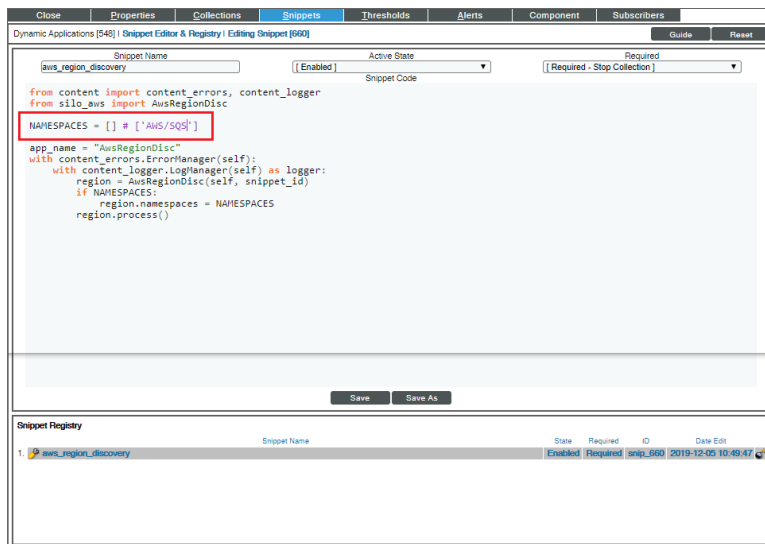 Close Properties Collections Snippets Thresholds Alerts Component Subscribers
Dynamic Applications [548] | Snippet Editor & Registry | Editing Snippet [660] Guide Reset
Snippet Name Active State Required
aws_region_discovery [ Enabled ] [ Required - Stop Collection ]
Snippet Code
from content import content_errors, content_logger
from silo_aws import AwsRegionDisc
NAMESPACES = [] # ['AWS/SQS']
app_name = "AwsRegionDisc"
with content_errors.ErrorManager(self):
    with content_logger.LogManager(self) as logger:
        region = AwsRegionDisc(self, snippet_id)
        if NAMESPACES:
            region.namespaces = NAMESPACES
        region.process()
Save Save As
Snippet Registry
Snippet Name State Required ID Date Edit
1. aws_region_discovery Enabled Required snip_660 2019-12-05 10:49:47